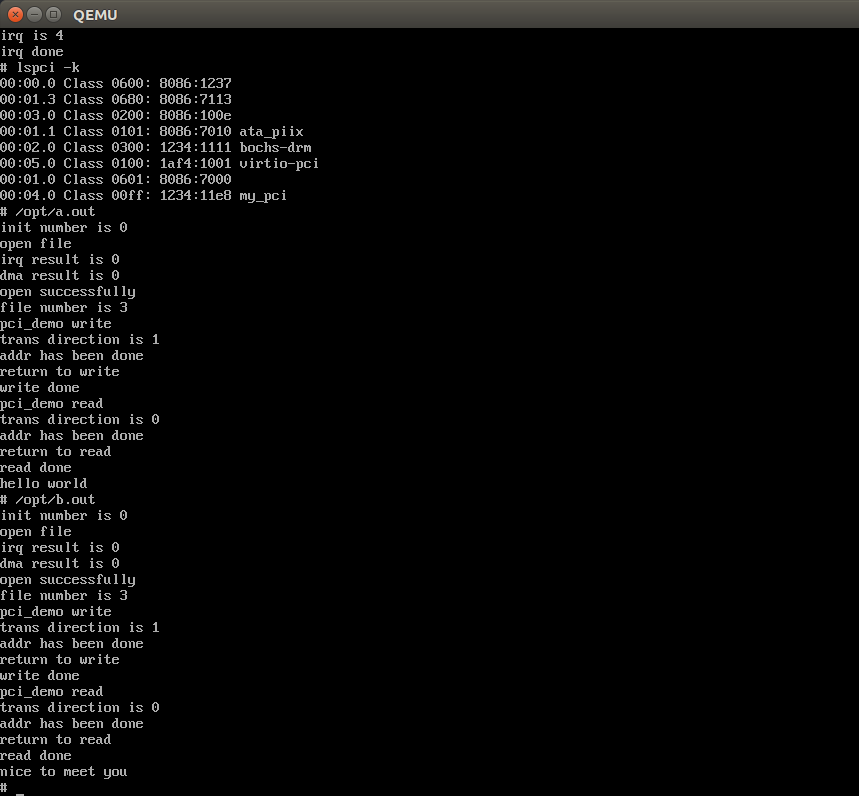 QEMU
irq is 4
irq done
# lspci -k
00:00.0 Class 0600: 8086:1237
00:01.3 Class 0680: 8086:7113
00:03.0 Class 0200: 8086:100e
00:01.1 Class 0101: 8086:7010 ata_piix
00:02.0 Class 0300: 1234:1111 bochs-drm
00:05.0 Class 0100: 1af4:1001 virtio-pci
00:01.0 Class 0601: 8086:7000
00:04.0 Class 00ff: 1234:11e8 my_pci
# /opt/a.out
init number is 0
open file
irq result is 0
dma result is 0
open successfully
file number is 3
pci_demo write
trans direction is 1
addr has been done
return to write
write done
pci_demo read
trans direction is 0
addr has been done
return to read
read done
hello world
# /opt/b.out
init number is 0
open file
irq result is 0
dma result is 0
open successfully
file number is 3
pci_demo write
trans direction is 1
addr has been done
return to write
write done
pci_demo read
trans direction is 0
addr has been done
return to read
read done
nice to meet you
#